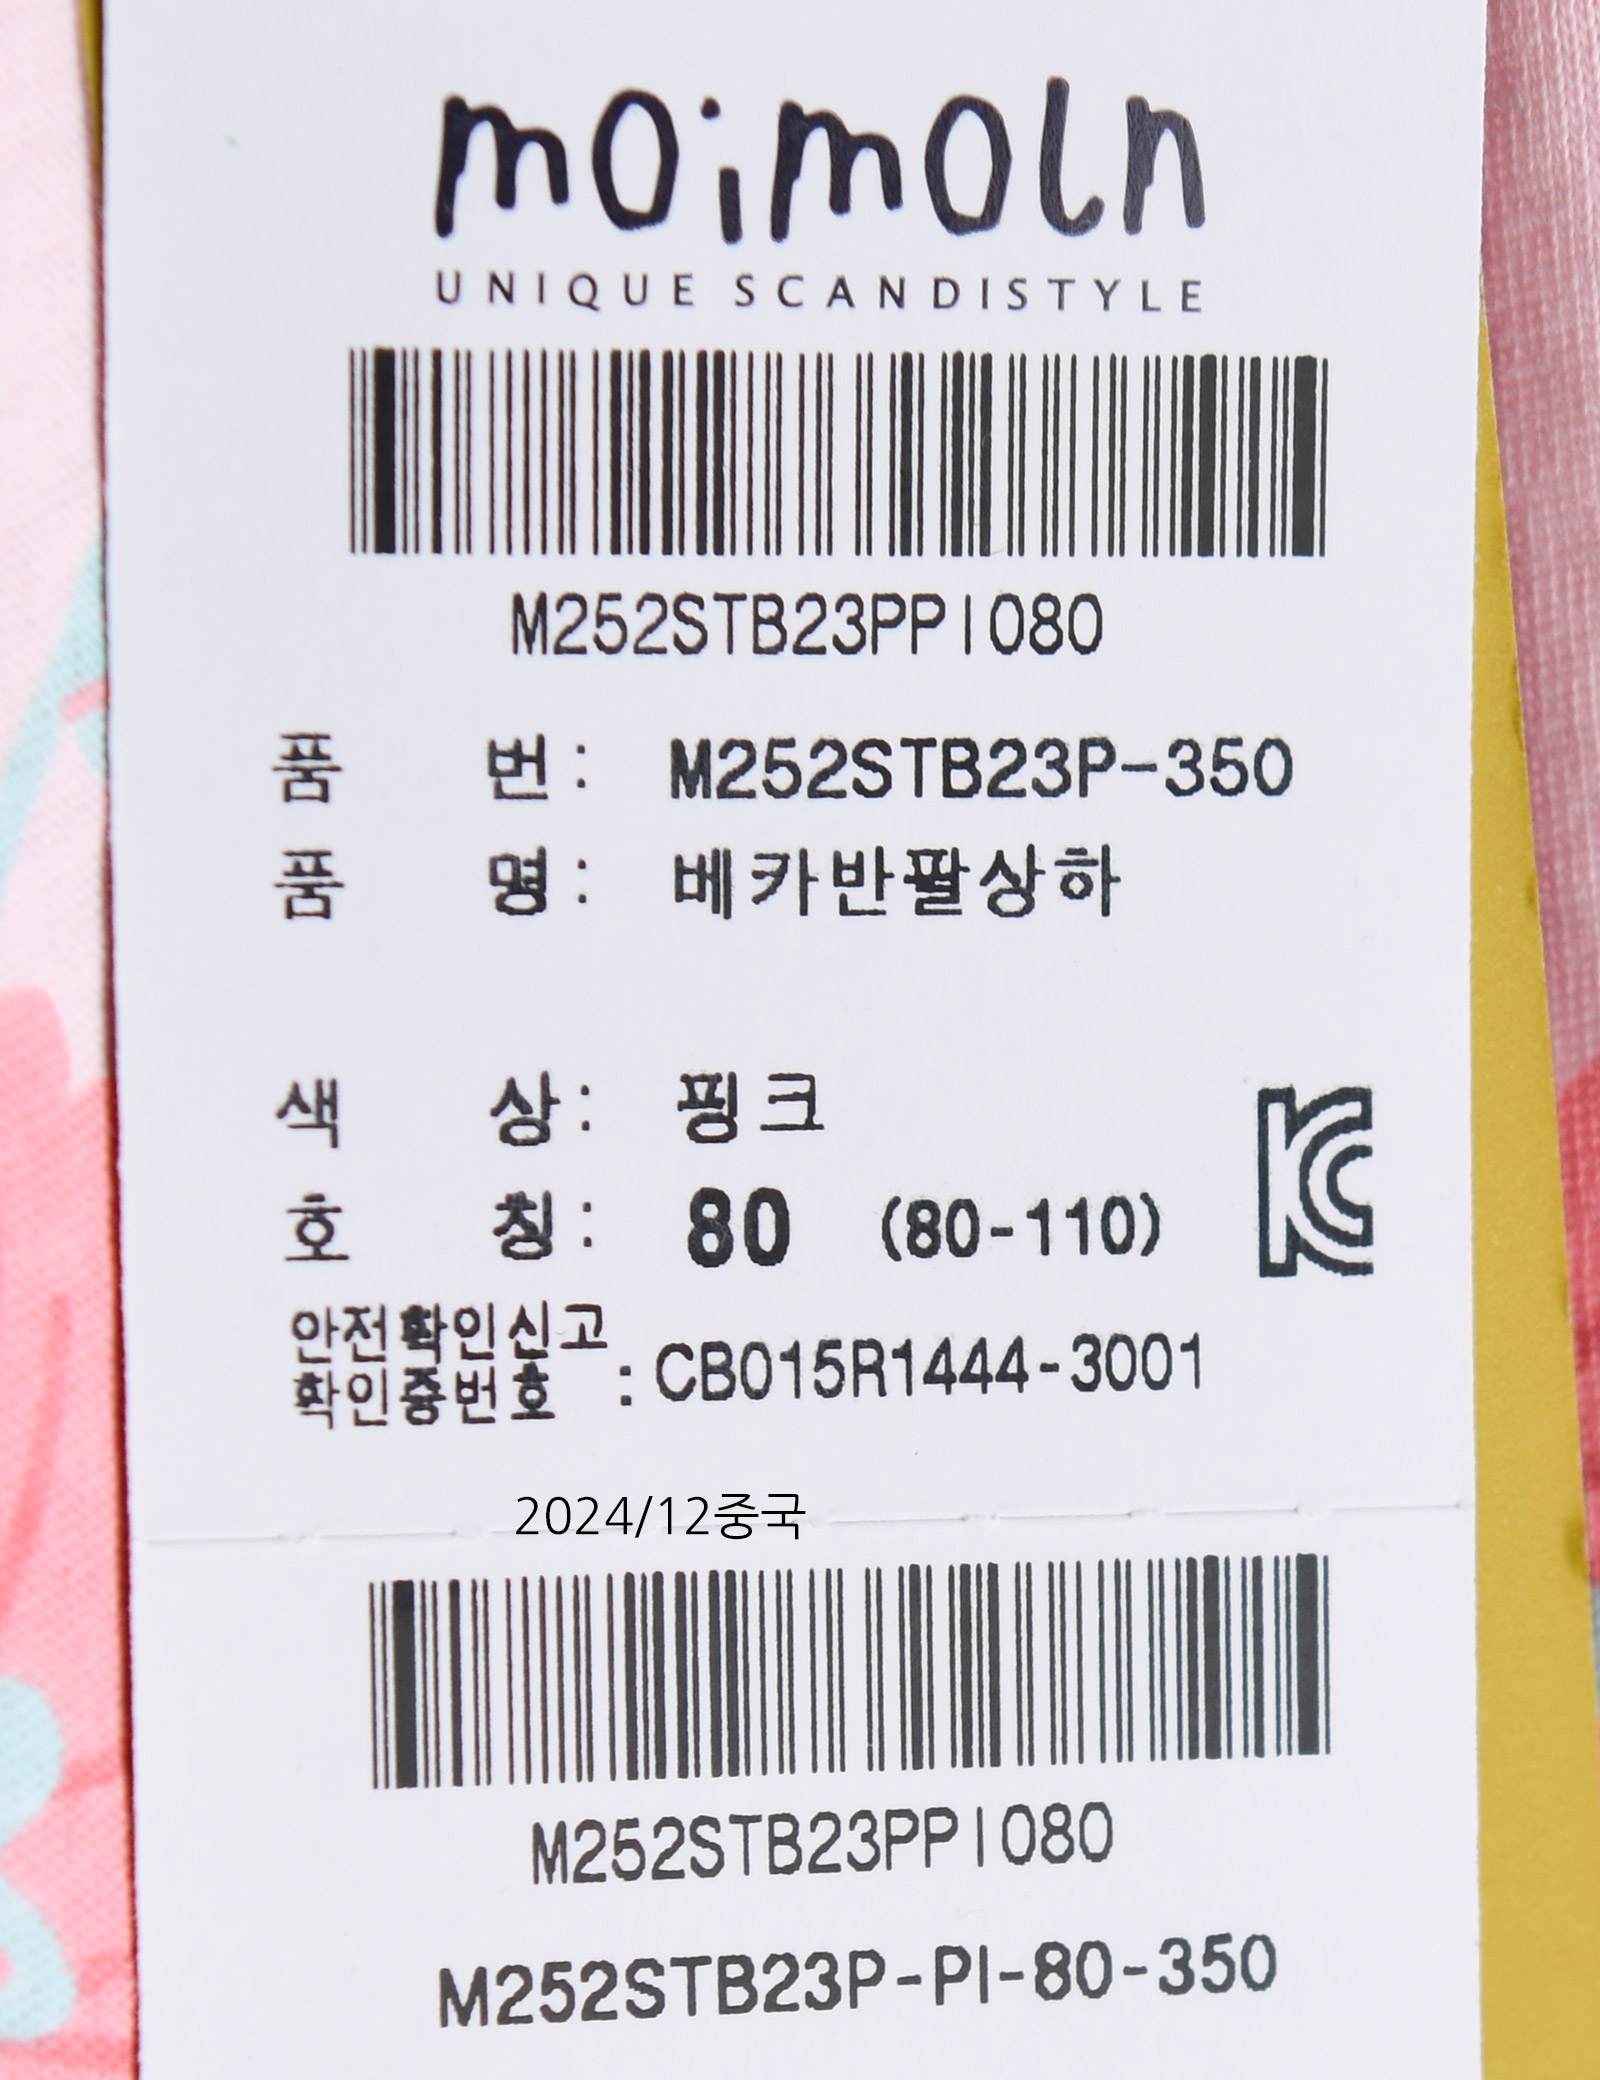 moimoln
UNIQUE SCANDISTYLE
M252STB23PPI080
품 번: M252STB23P-350
품 명: 베카반팔상하
색 상: 핑크
호 칭: 80 (80-110)
안전확인신고
확인증번호 : CB015R1444-3001
2024/12중국
M252STB23PPI080
M252STB23P-PI-80-350